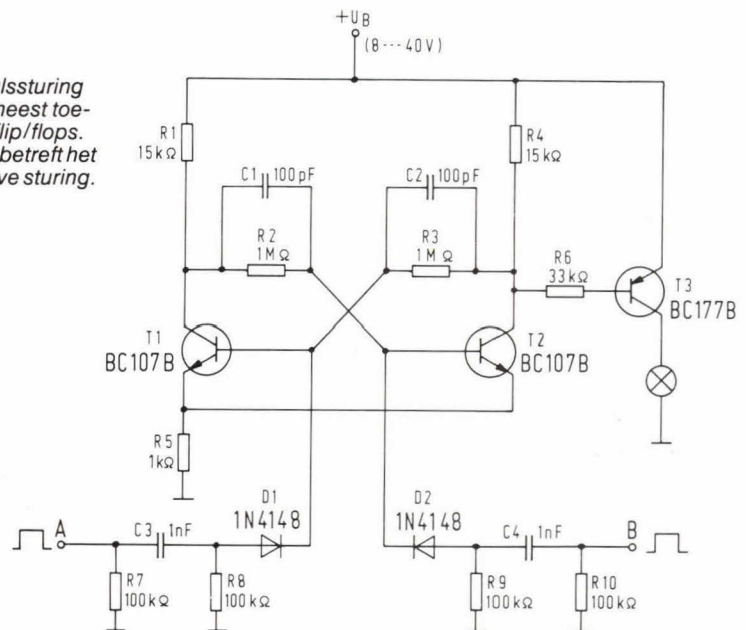 +UB
(8---40V)
lssturing
neest toe-
lip/flops.
betreft het
ve sturing.
R1
15kΩ
R4
15kΩ
C1 100pF
C2 100pF
R2
1MΩ
R3
1MΩ
R6
33kΩ
T3
BC177B
T1
BC107B
T2
BC107B
R5
1kΩ
D1
1N4148
D2
1N4148
A
C3 1nF
C4 1nF
B
R7
100kΩ
R8
100kΩ
R9
100kΩ
R10
100kΩ